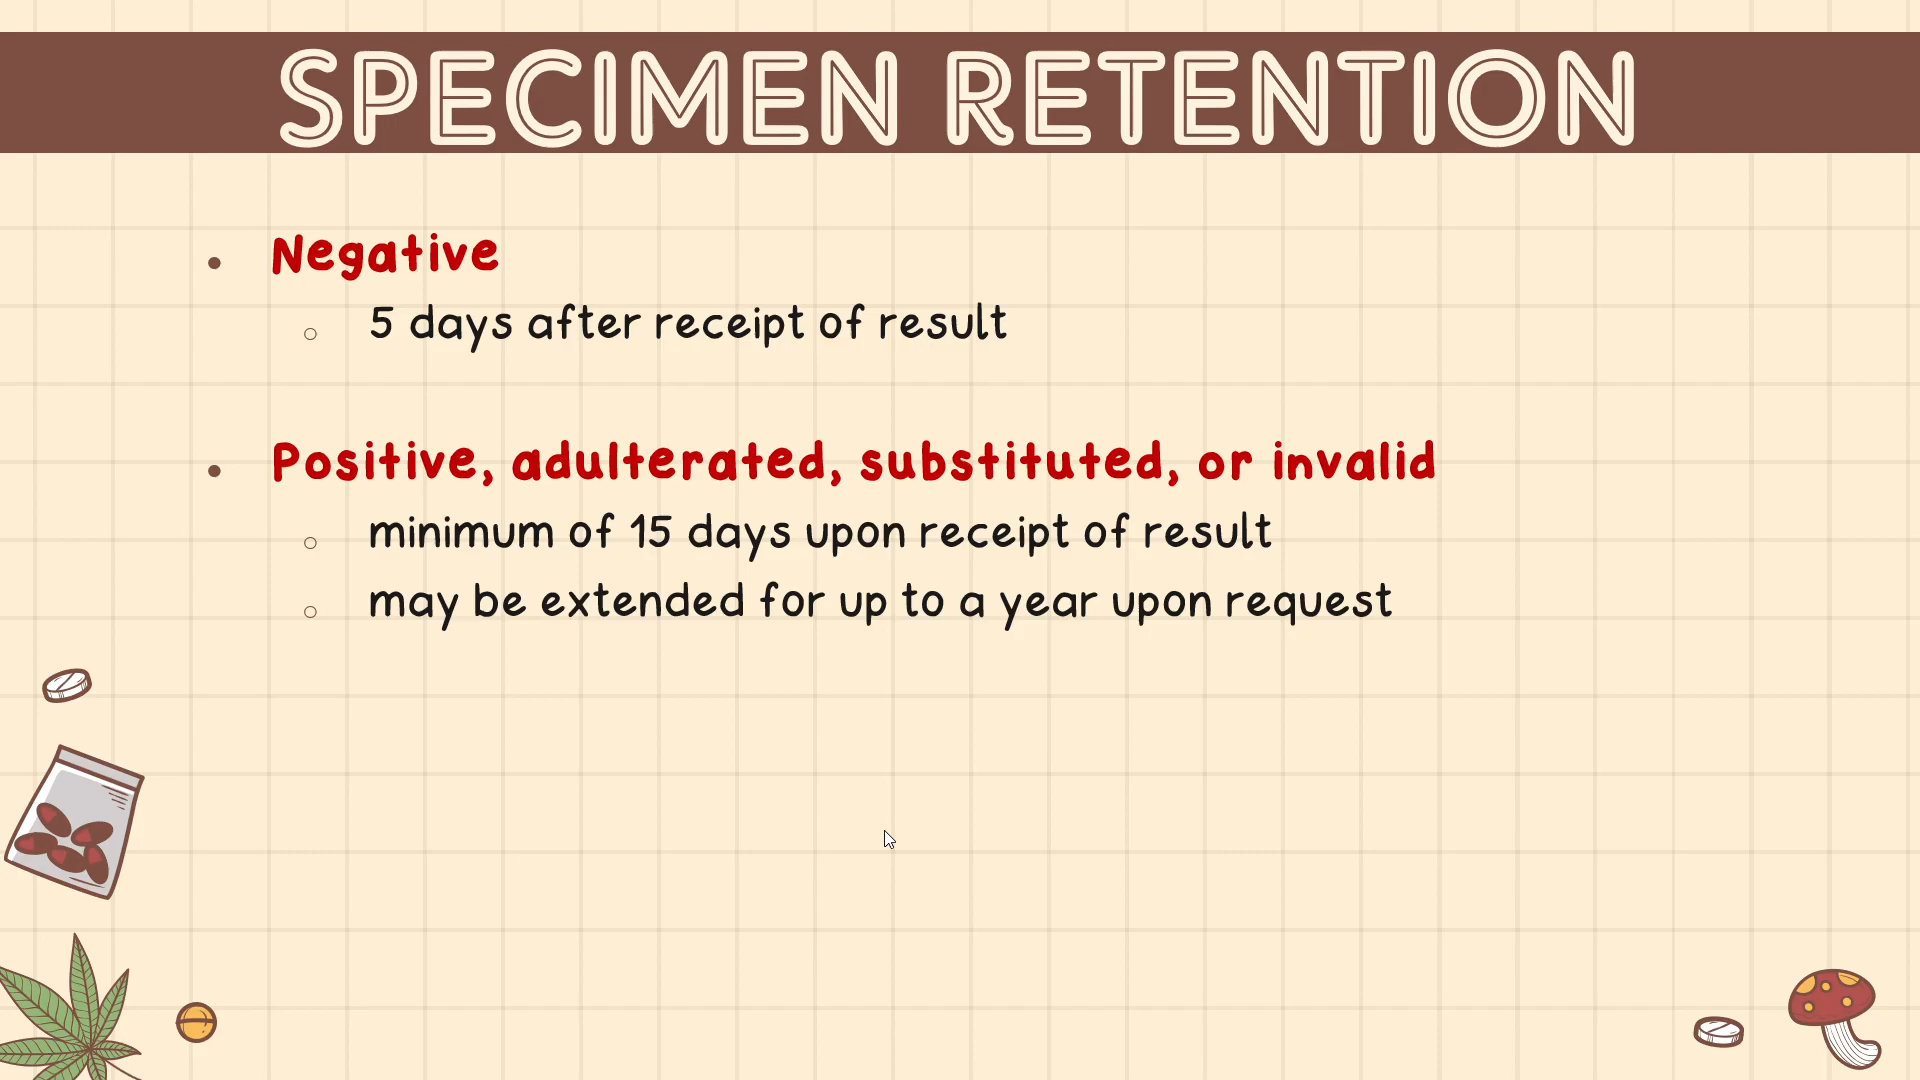 SPECIMEN RETENTION
• Negative
○ 5 days after receipt of result
• Positive, adulterated, substituted, or invalid
○ minimum of 15 days upon receipt of result
○ may be extended for up to a year upon request